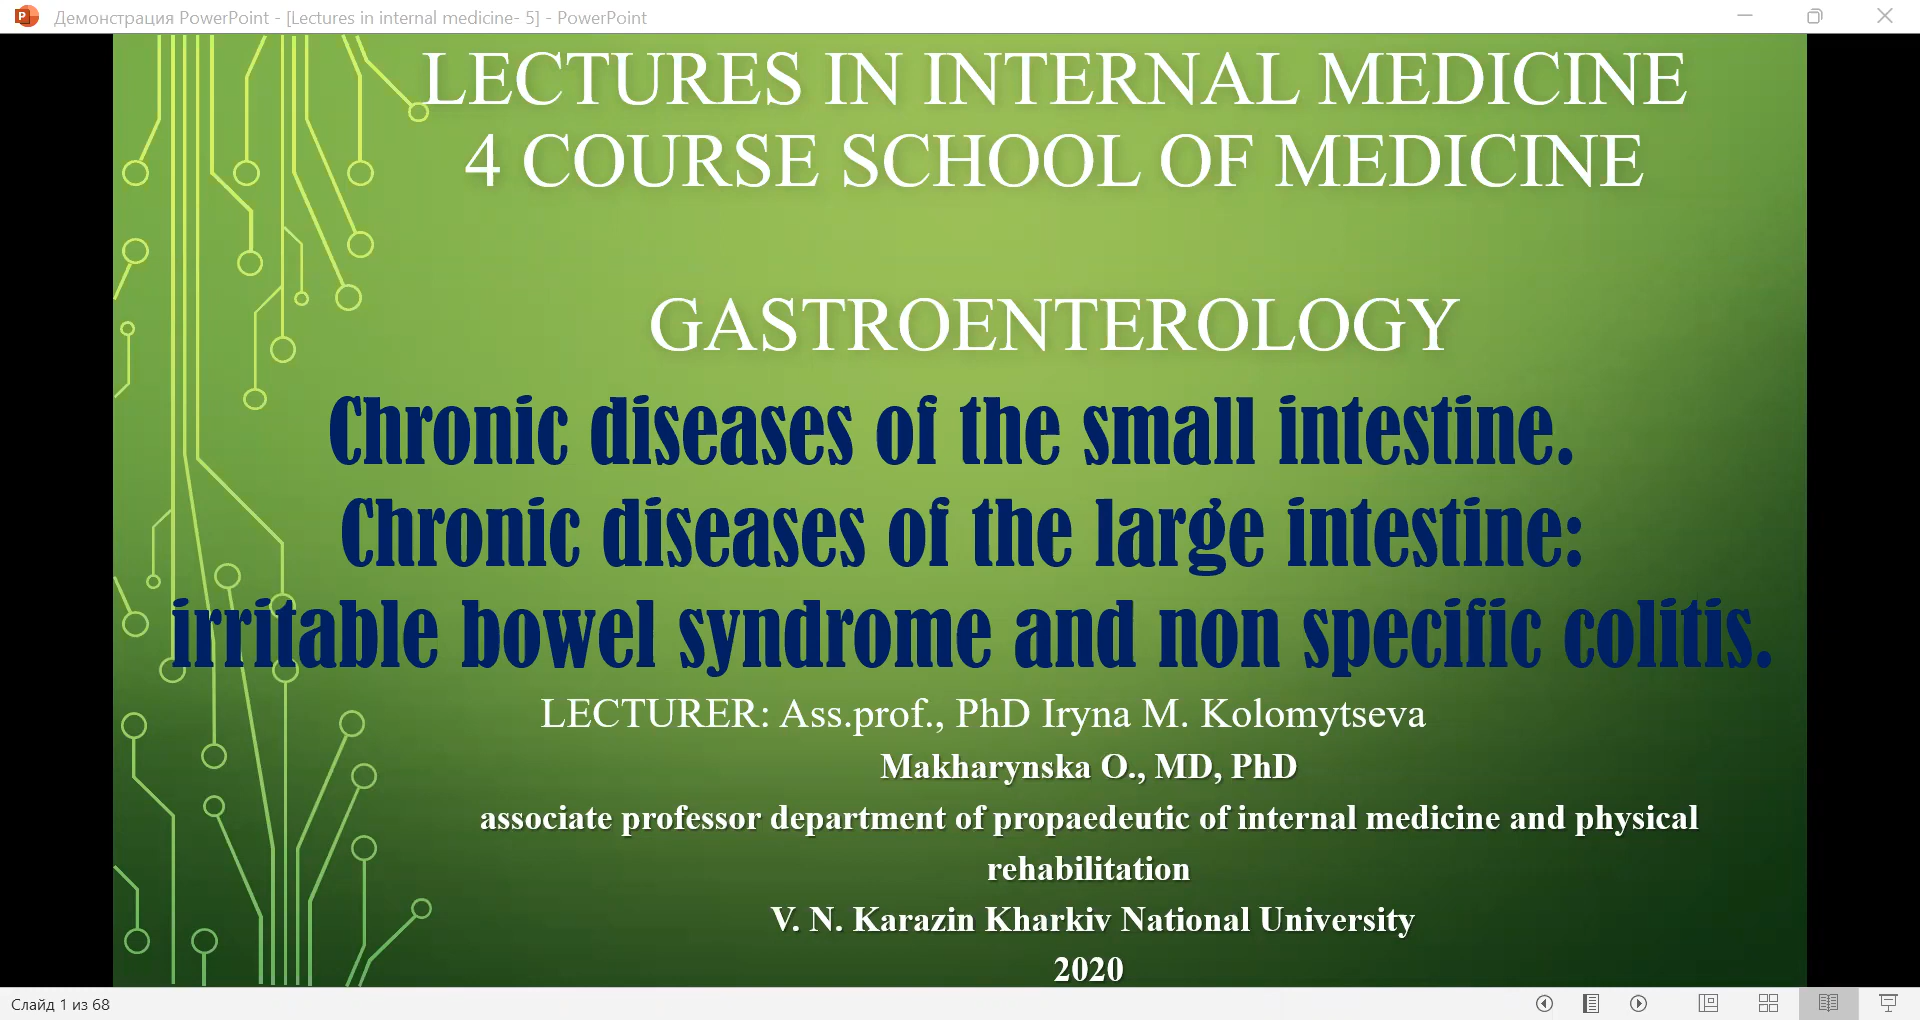 Демонстрация PowerPoint - [Lectures in internal medicine- 5] - PowerPoint
LECTURES IN INTERNAL MEDICINE
4 COURSE SCHOOL OF MEDICINE
GASTROENTEROLOGY
Chronic diseases of the small intestine.
Chronic diseases of the large intestine:
irritable bowel syndrome and non specific colitis.
LECTURER: Ass.prof., PhD Iryna M. Kolomytseva
Makharynska O., MD, PhD
associate professor department of propaedeutic of internal medicine and physical
rehabilitation
V. N. Karazin Kharkiv National University
2020
Слайд 1 из 68